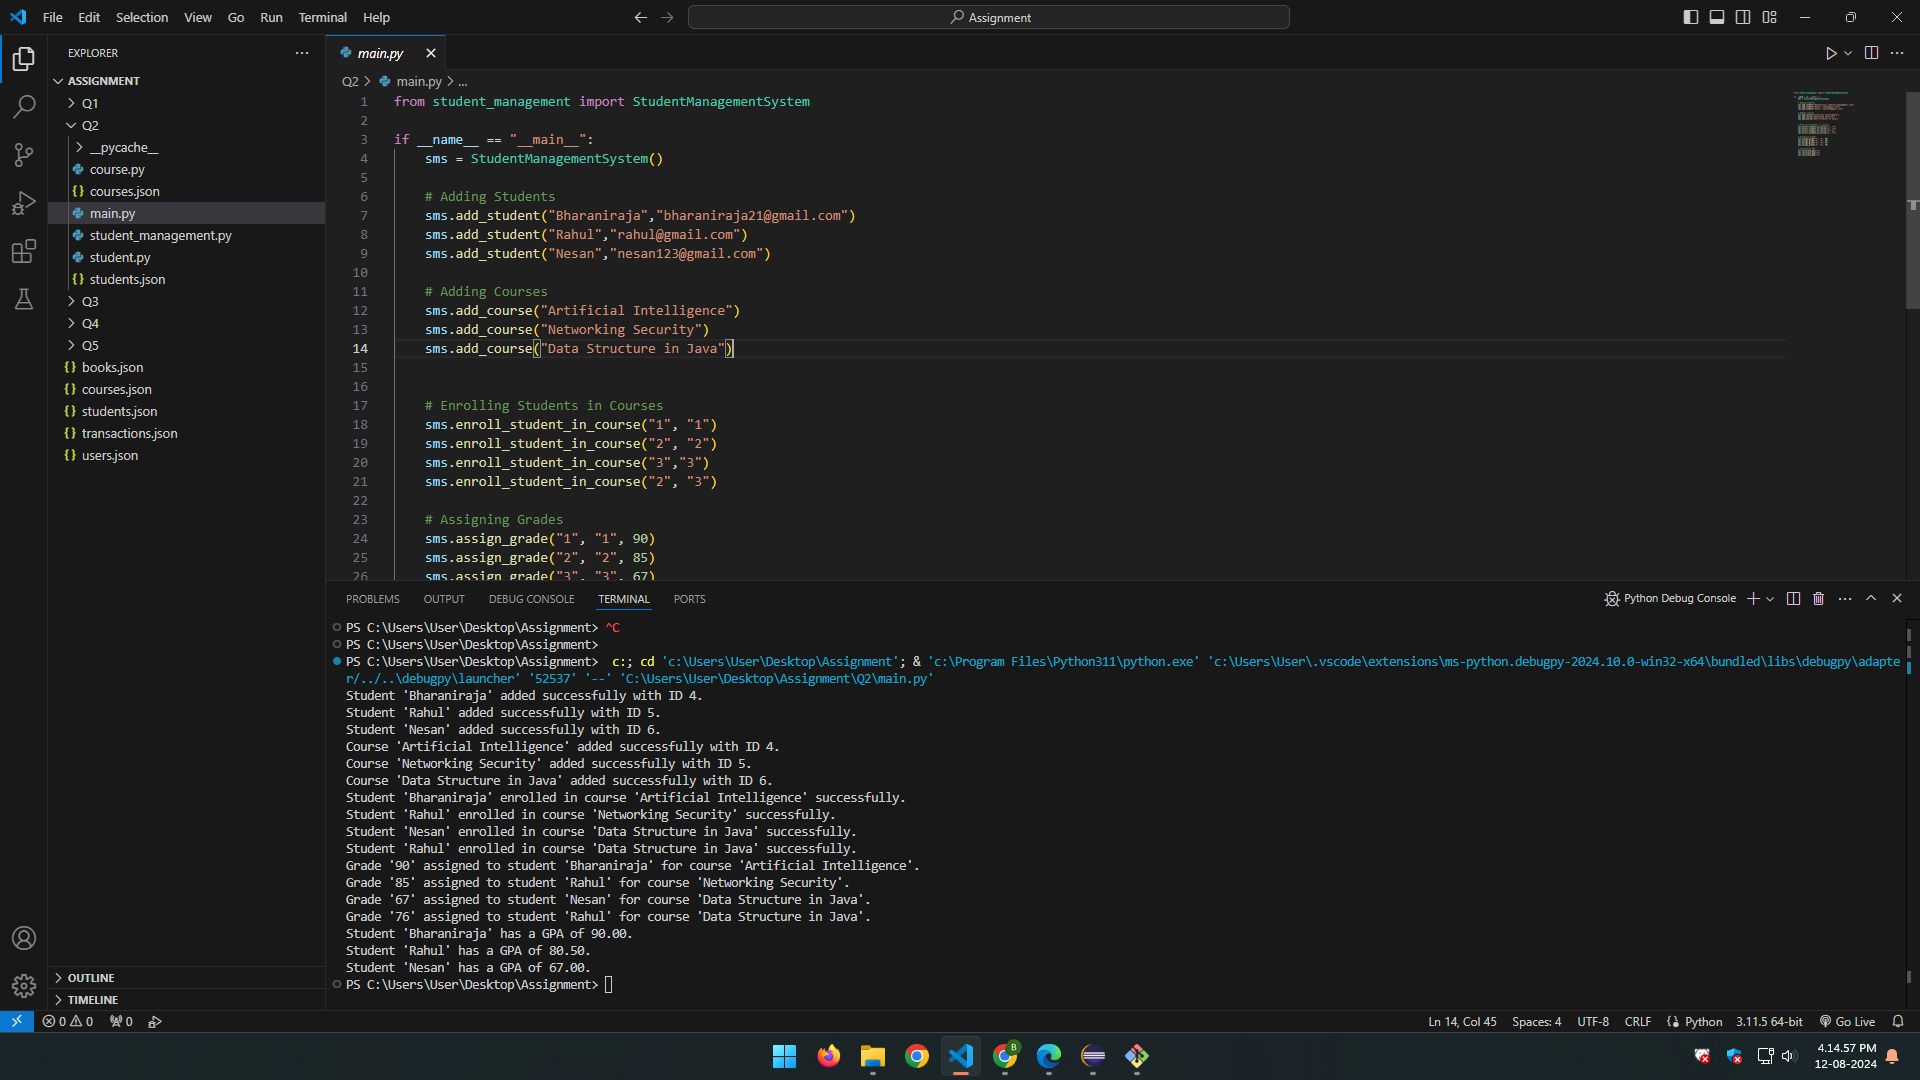 File Edit Selection View Go Run Terminal Help
Assignment
EXPLORER
ASSIGNMENT
Q1
Q2
__pycache__
course.py
courses.json
main.py
student_management.py
student.py
students.json
Q3
Q4
Q5
books.json
courses.json
students.json
transactions.json
users.json
OUTLINE
TIMELINE
main.py
Q2 > main.py > ...
1 from student_management import StudentManagementSystem
2
3 if __name__ == "__main__":
4 sms = StudentManagementSystem()
5
6 # Adding Students
7 sms.add_student("Bharaniraja","bharaniraja21@gmail.com")
8 sms.add_student("Rahul","rahul@gmail.com")
9 sms.add_student("Nesan","nesan123@gmail.com")
10
11 # Adding Courses
12 sms.add_course("Artificial Intelligence")
13 sms.add_course("Networking Security")
14 sms.add_course("Data Structure in Java")
15
16
17 # Enrolling Students in Courses
18 sms.enroll_student_in_course("1", "1")
19 sms.enroll_student_in_course("2", "2")
20 sms.enroll_student_in_course("3","3")
21 sms.enroll_student_in_course("2", "3")
22
23 # Assigning Grades
24 sms.assign_grade("1", "1", 90)
25 sms.assign_grade("2", "2", 85)
26 sms.assign_grade("3", "3", 67)
PROBLEMS OUTPUT DEBUG CONSOLE TERMINAL PORTS
Python Debug Console
PS C:\Users\User\Desktop\Assignment> ^C
PS C:\Users\User\Desktop\Assignment>
PS C:\Users\User\Desktop\Assignment> c:; cd 'c:\Users\User\Desktop\Assignment'; & 'c:\Program Files\Python311\python.exe' 'c:\Users\User\.vscode\extensions\ms-python.debugpy-2024.10.0-win32-x64\bundled\libs\debugpy\adapte
r/../..\debugpy\launcher' '52537' '--' 'C:\Users\User\Desktop\Assignment\Q2\main.py'
Student 'Bharaniraja' added successfully with ID 4.
Student 'Rahul' added successfully with ID 5.
Student 'Nesan' added successfully with ID 6.
Course 'Artificial Intelligence' added successfully with ID 4.
Course 'Networking Security' added successfully with ID 5.
Course 'Data Structure in Java' added successfully with ID 6.
Student 'Bharaniraja' enrolled in course 'Artificial Intelligence' successfully.
Student 'Rahul' enrolled in course 'Networking Security' successfully.
Student 'Nesan' enrolled in course 'Data Structure in Java' successfully.
Student 'Rahul' enrolled in course 'Data Structure in Java' successfully.
Grade '90' assigned to student 'Bharaniraja' for course 'Artificial Intelligence'.
Grade '85' assigned to student 'Rahul' for course 'Networking Security'.
Grade '67' assigned to student 'Nesan' for course 'Data Structure in Java'.
Grade '76' assigned to student 'Rahul' for course 'Data Structure in Java'.
Student 'Bharaniraja' has a GPA of 90.00.
Student 'Rahul' has a GPA of 80.50.
Student 'Nesan' has a GPA of 67.00.
PS C:\Users\User\Desktop\Assignment>
0 0 0
Ln 14, Col 45 Spaces: 4 UTF-8 CRLF Python 3.11.5 64-bit Go Live
B
4.14.57 PM
12-08-2024